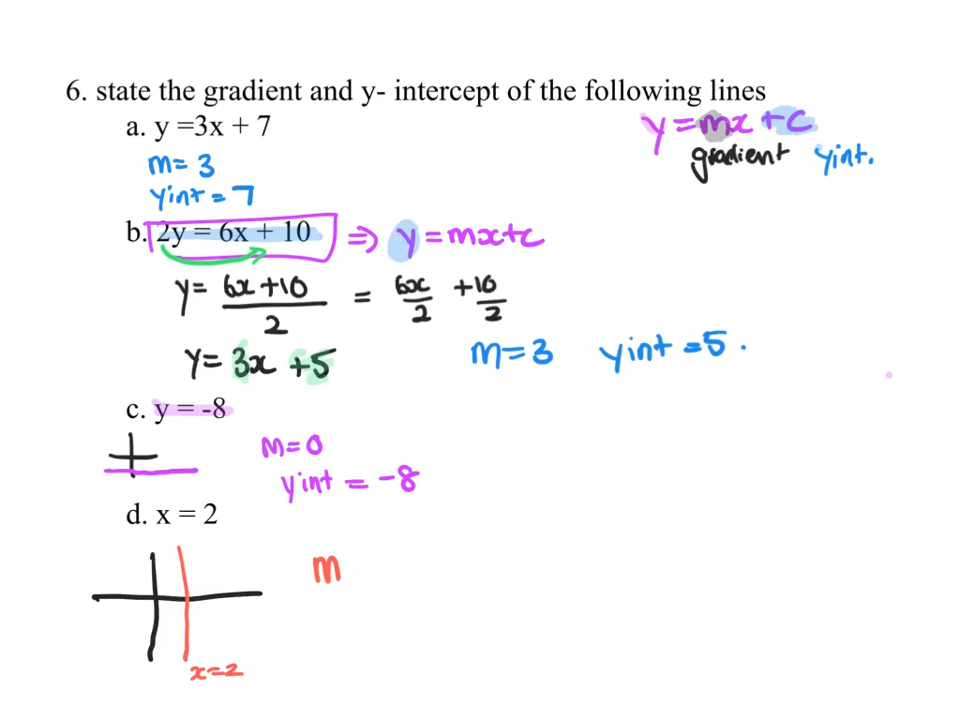 6. state the gradient and y- intercept of the following lines
a. y =3x + 7
y = mx + c
gradient yint.
m = 3
yint = 7
b. 2y = 6x + 10 ⇒ y = mx+c
y = 6x +10 / 2 = 6x/2 + 10/2
y = 3x +5 m = 3 yint = 5 .
c. y = -8
m = 0
yint = -8
d. x = 2
m
x=2